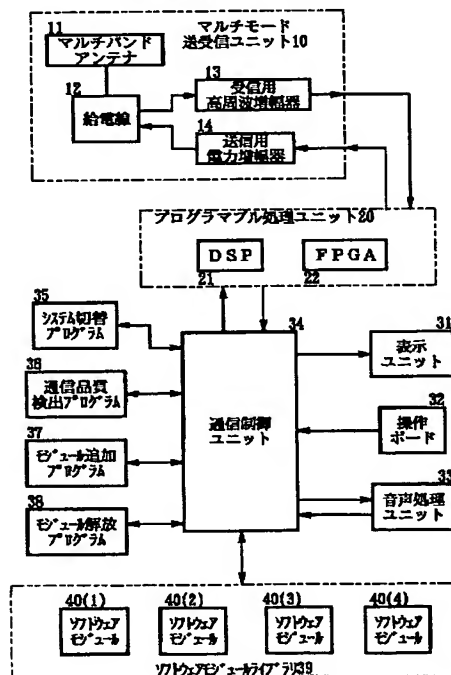 マルチモード
送受信ユニット10
11
マルチバンド
アンテナ
12
給電線
13
受信用
高周波増幅器
14
送信用
電力増幅器
プログラマブル処理ユニット20
DSP
21
FPGA
22
35
システム切替
プログラム
36
通信品質
検出プログラム
37
モジュール追加
プログラム
38
モジュール解放
プログラム
34
通信制御
ユニット
31
表示
ユニット
32
操作
ボード
33
音声処理
ユニット
40(1)
ソフトウェア
モジュール
40(2)
ソフトウェア
モジュール
40(3)
ソフトウェア
モジュール
40(4)
ソフトウェア
モジュール
ソフトウェアモジュールライブラリ39